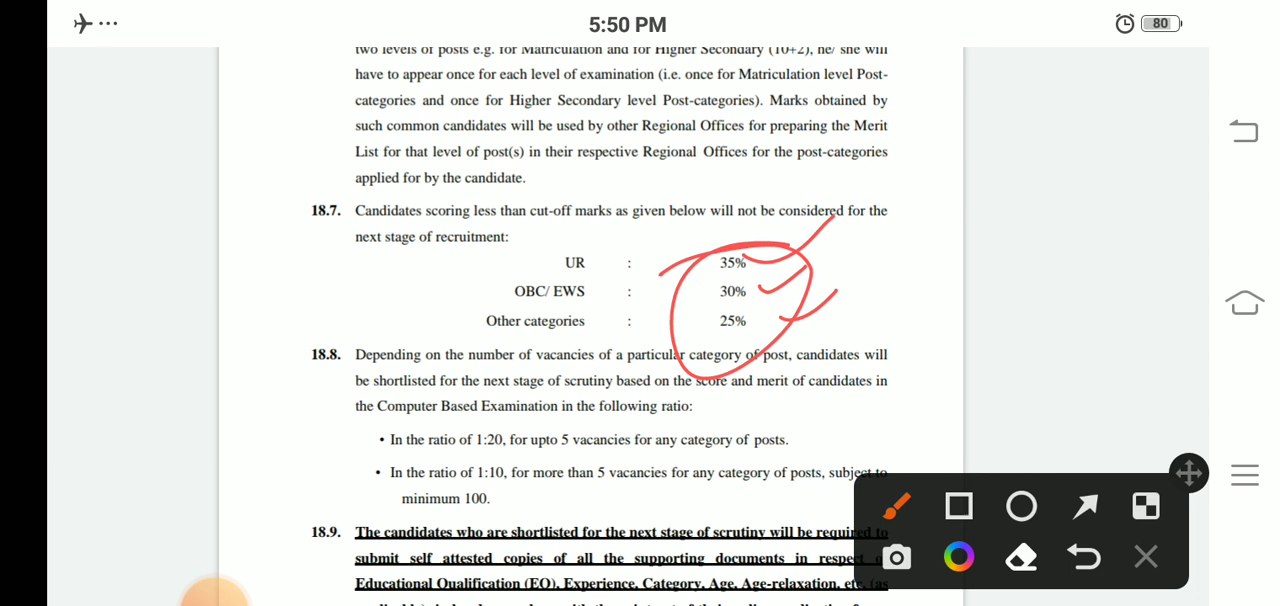 5:50 PM
80
two levels of posts e.g. for Matriculation and for Higher Secondary (10+2), he/ she will
have to appear once for each level of examination (i.e. once for Matriculation level Post-
categories and once for Higher Secondary level Post-categories). Marks obtained by
such common candidates will be used by other Regional Offices for preparing the Merit
List for that level of post(s) in their respective Regional Offices for the post-categories
applied for by the candidate.
18.7. Candidates scoring less than cut-off marks as given below will not be considered for the
next stage of recruitment:
UR : 35%
OBC/ EWS : 30%
Other categories : 25%
18.8. Depending on the number of vacancies of a particular category of post, candidates will
be shortlisted for the next stage of scrutiny based on the score and merit of candidates in
the Computer Based Examination in the following ratio:
• In the ratio of 1:20, for upto 5 vacancies for any category of posts.
• In the ratio of 1:10, for more than 5 vacancies for any category of posts, subject to
minimum 100.
18.9. The candidates who are shortlisted for the next stage of scrutiny will be required to
submit self attested copies of all the supporting documents in respect
Educational Qualification (EQ), Experience, Category, Age, Age-relaxation, etc. (as